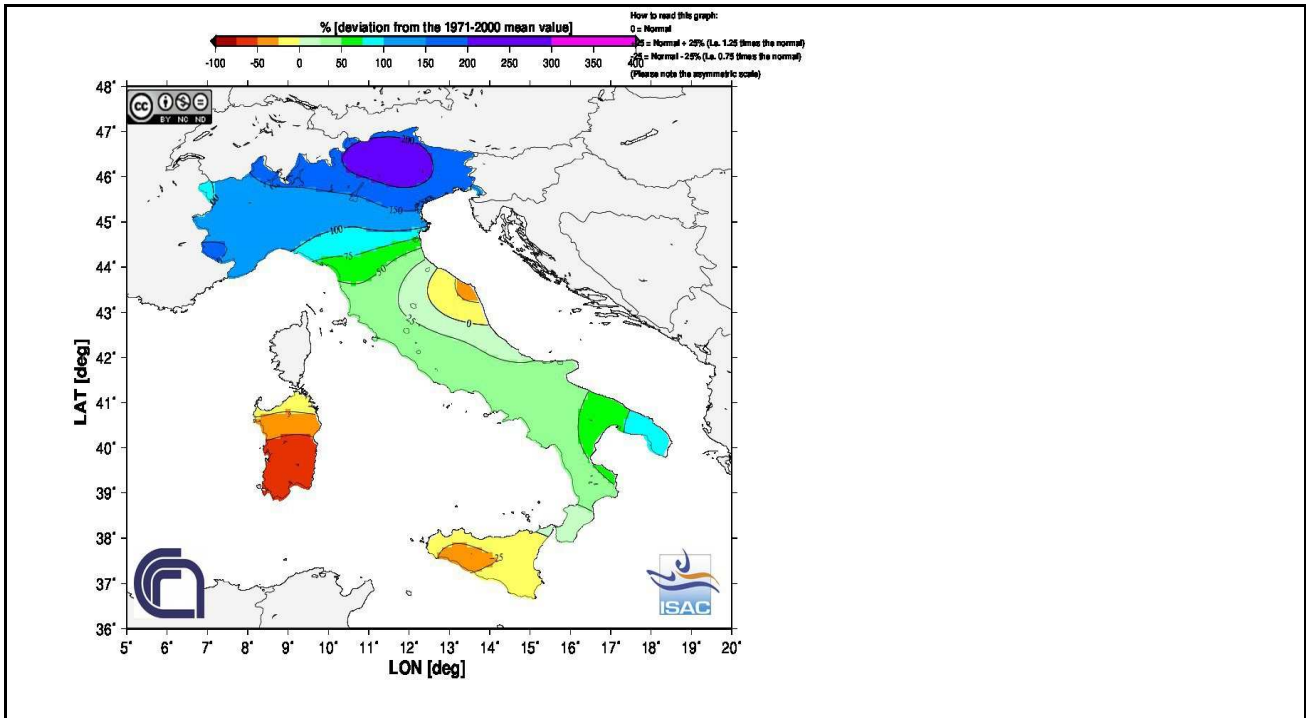 How to read this graph:
0 = Normal
% [deviation from the 1971-2000 mean value]
+25 = Normal + 25% (i.e. 1.25 times the normal)
-25 = Normal - 25% (i.e. 0.75 times the normal)
-100 -50 0 50 100 150 200 250 300 350 400
(Please note the asymmetric scale)
48°
CC BY NC ND
47°
200
46°
45°
150
100
75
44°
50
43°
25
0
42°
LAT [deg]
41°
40°
39°
38°
-25
37°
ISAC
36°
5° 6° 7° 8° 9° 10° 11° 12° 13° 14° 15° 16° 17° 18° 19° 20°
LON [deg]